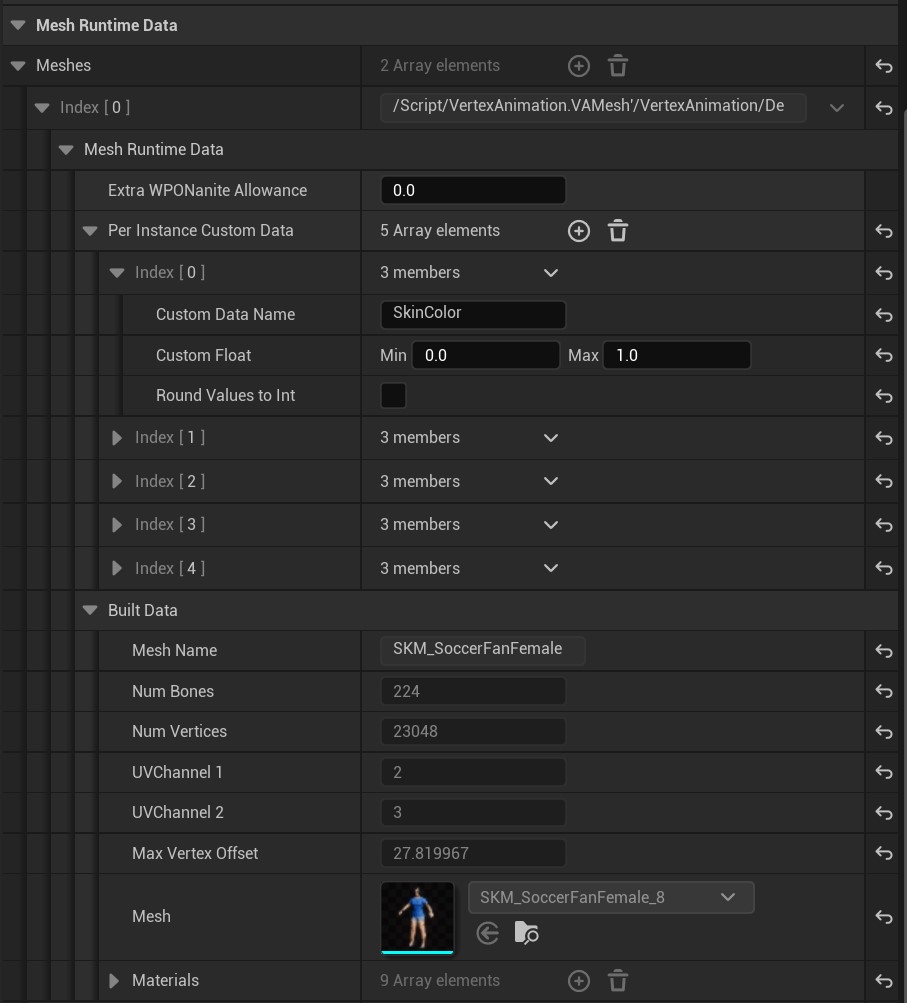 Mesh Runtime Data
Meshes 2 Array elements
Index [ 0 ] /Script/VertexAnimation.VAMesh'/VertexAnimation/De
Mesh Runtime Data
Extra WPONanite Allowance 0.0
Per Instance Custom Data 5 Array elements
Index [ 0 ] 3 members
Custom Data Name SkinColor
Custom Float Min 0.0 Max 1.0
Round Values to Int
Index [ 1 ] 3 members
Index [ 2 ] 3 members
Index [ 3 ] 3 members
Index [ 4 ] 3 members
Built Data
Mesh Name SKM_SoccerFanFemale
Num Bones 224
Num Vertices 23048
UVChannel 1 2
UVChannel 2 3
Max Vertex Offset 27.819967
Mesh SKM_SoccerFanFemale_8
Materials 9 Array elements